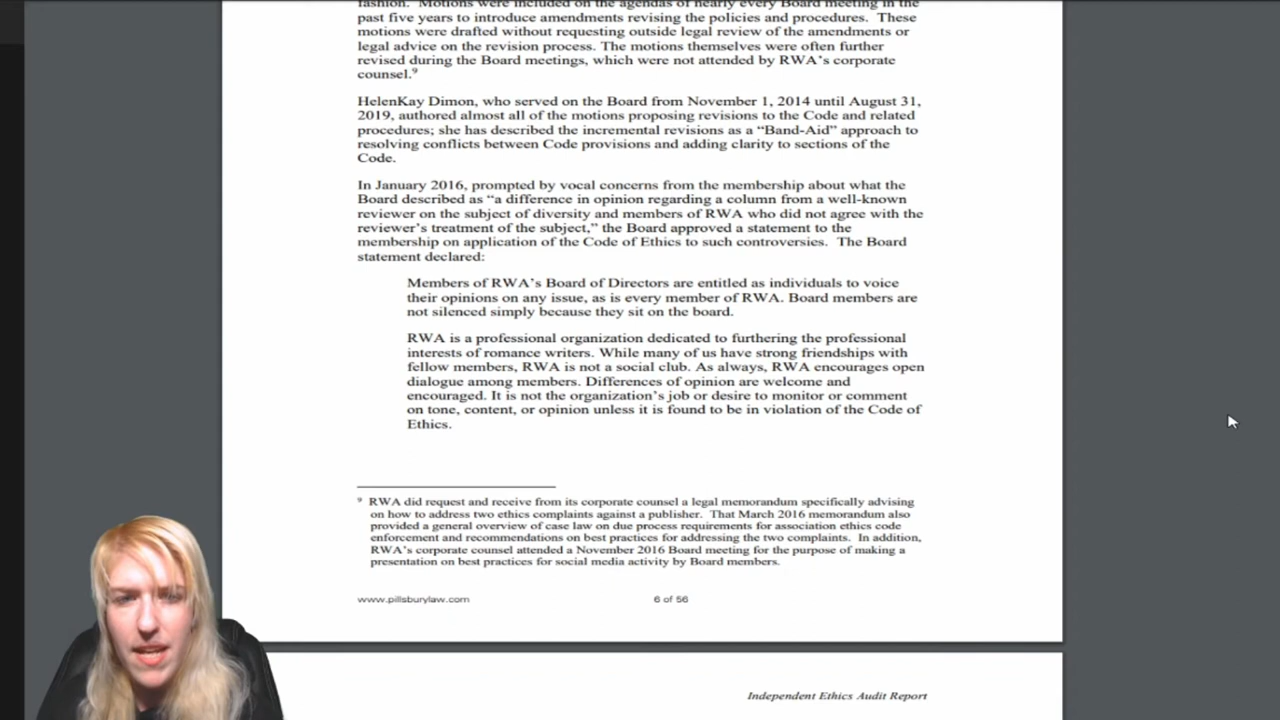 fashion. Motions were included on the agendas of nearly every Board meeting in the
past five years to introduce amendments revising the policies and procedures. These
motions were drafted without requesting outside legal review of the amendments or
legal advice on the revision process. The motions themselves were often further
revised during the Board meetings, which were not attended by RWA's corporate
counsel.9
HelenKay Dimon, who served on the Board from November 1, 2014 until August 31,
2019, authored almost all of the motions proposing revisions to the Code and related
procedures; she has described the incremental revisions as a “Band-Aid” approach to
resolving conflicts between Code provisions and adding clarity to sections of the
Code.
In January 2016, prompted by vocal concerns from the membership about what the
Board described as “a difference in opinion regarding a column from a well-known
reviewer on the subject of diversity and members of RWA who did not agree with the
reviewer's treatment of the subject,” the Board approved a statement to the
membership on application of the Code of Ethics to such controversies. The Board
statement declared:
Members of RWA's Board of Directors are entitled as individuals to voice
their opinions on any issue, as is every member of RWA. Board members are
not silenced simply because they sit on the board.
RWA is a professional organization dedicated to furthering the professional
interests of romance writers. While many of us have strong friendships with
fellow members, RWA is not a social club. As always, RWA encourages open
dialogue among members. Differences of opinion are welcome and
encouraged. It is not the organization's job or desire to monitor or comment
on tone, content, or opinion unless it is found to be in violation of the Code of
Ethics.
9 RWA did request and receive from its corporate counsel a legal memorandum specifically advising
on how to address two ethics complaints against a publisher. That March 2016 memorandum also
provided a general overview of case law on due process requirements for association ethics code
enforcement and recommendations on best practices for addressing the two complaints. In addition,
RWA's corporate counsel attended a November 2016 Board meeting for the purpose of making a
presentation on best practices for social media activity by Board members.
www.pillsburylaw.com 6 of 56
Independent Ethics Audit Report